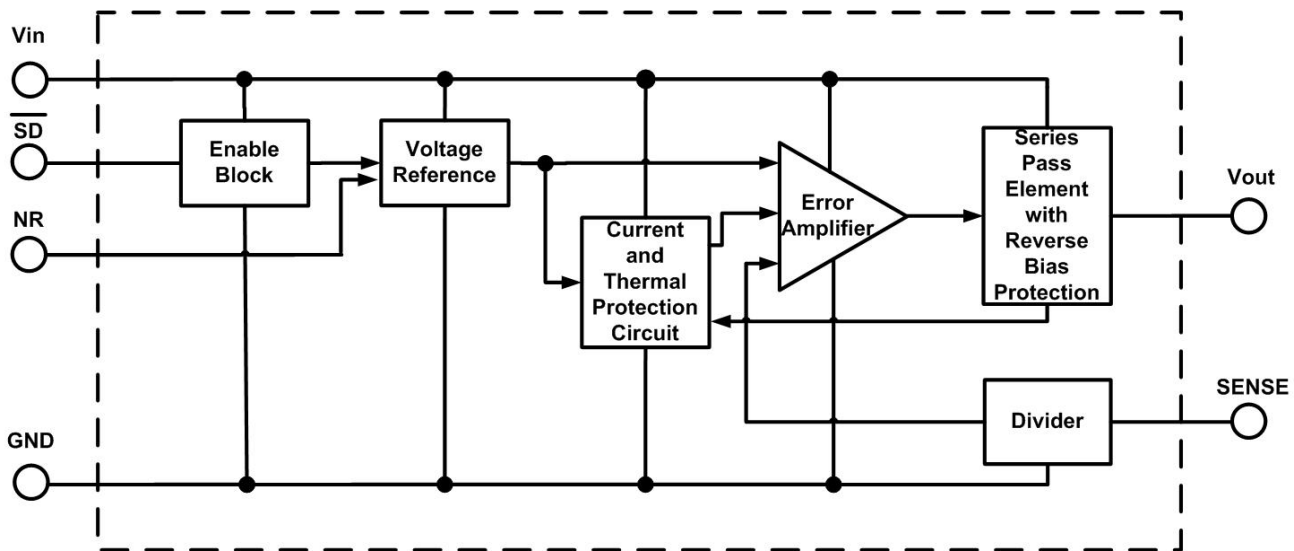 Vin
SD
NR
GND
Enable
Block
Voltage
Reference
Current
and
Thermal
Protection
Circuit
Error
Amplifier
Series
Pass
Element
with
Reverse
Bias
Protection
Divider
Vout
SENSE